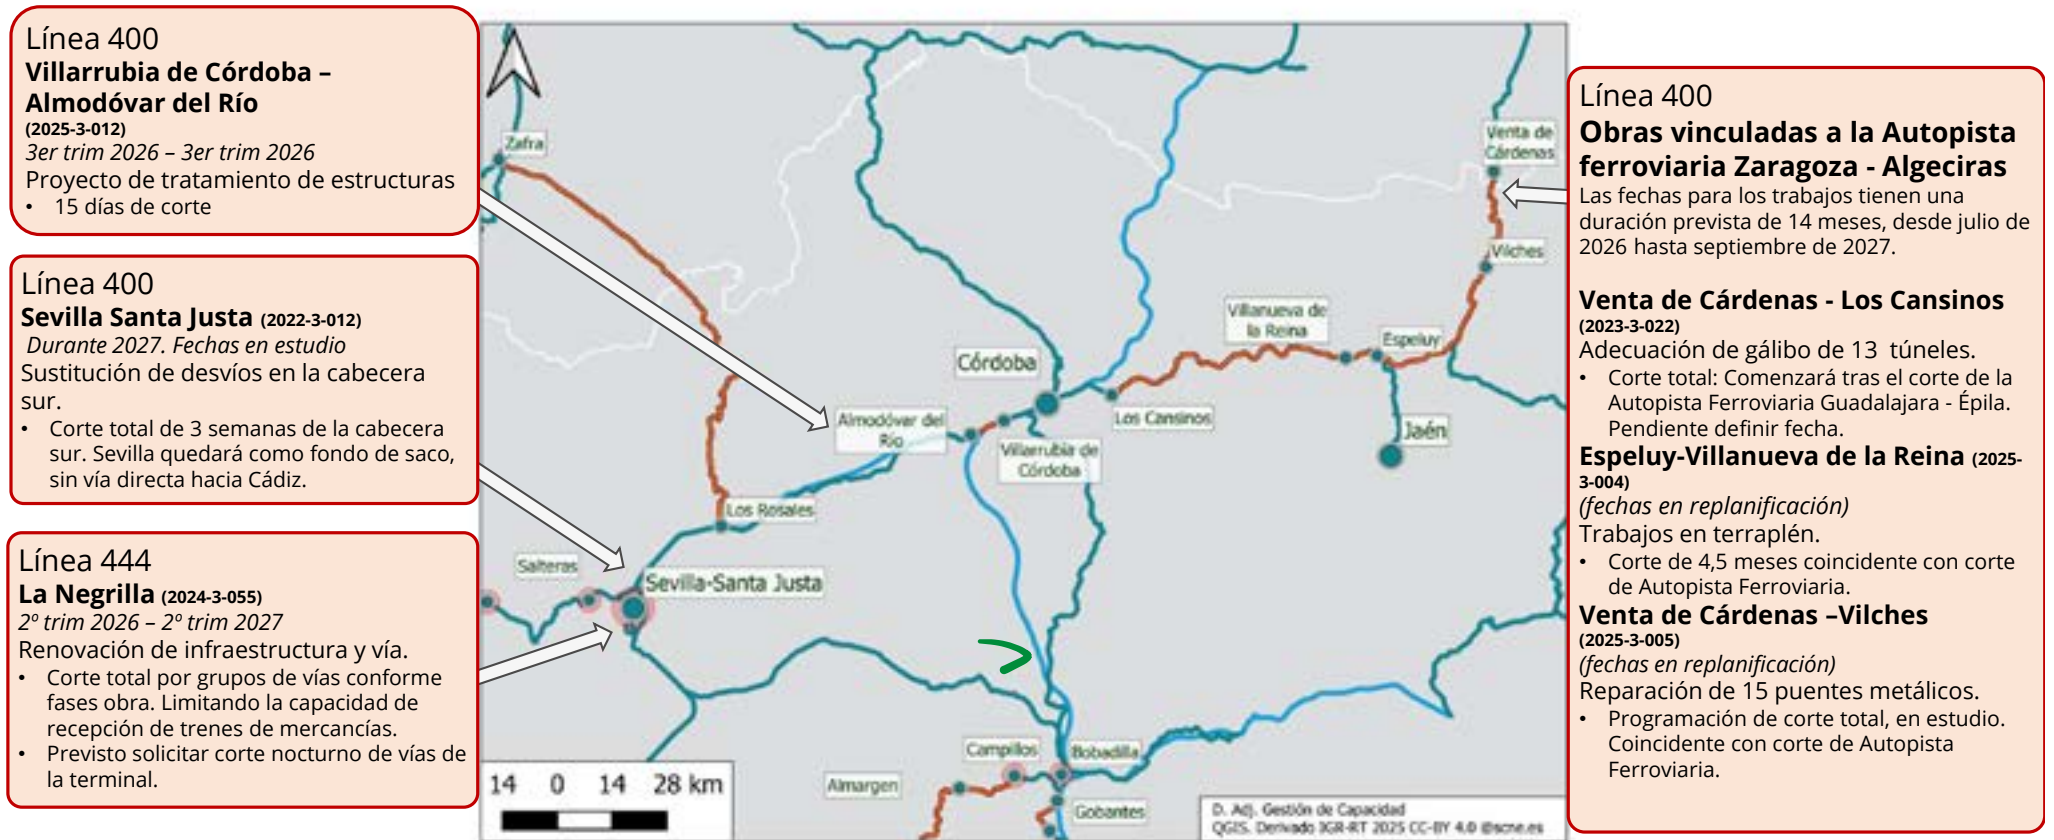 Línea 400
Villarrubia de Córdoba –
Almodóvar del Río
(2025-3-012)
3er trim 2026 – 3er trim 2026
Proyecto de tratamiento de estructuras
• 15 días de corte
Línea 400
Sevilla Santa Justa (2022-3-012)
Durante 2027. Fechas en estudio
Sustitución de desvíos en la cabecera
sur.
• Corte total de 3 semanas de la cabecera
sur. Sevilla quedará como fondo de saco,
sin vía directa hacia Cádiz.
Línea 444
La Negrilla (2024-3-055)
2º trim 2026 – 2º trim 2027
Renovación de infraestructura y vía.
• Corte total por grupos de vías conforme
fases obra. Limitando la capacidad de
recepción de trenes de mercancías.
• Previsto solicitar corte nocturno de vías de
la terminal.
Zafra
Venta de
Cárdenas
Vilches
Villanueva de
la Reina
Espeluy
Córdoba
Los Cansinos
Almodóvar del
Río
Villarrubia de
Córdoba
Jaén
Los Rosales
Salteras
Sevilla-Santa Justa
Campillos
Bobadilla
Almargen
Gobantes
14 0 14 28 km
D. Adj. Gestión de Capacidad
QGIS. Derivado IGR-RT 2025 CC-BY 4.0 @scne.es
Línea 400
Obras vinculadas a la Autopista
ferroviaria Zaragoza - Algeciras
Las fechas para los trabajos tienen una
duración prevista de 14 meses, desde julio de
2026 hasta septiembre de 2027.
Venta de Cárdenas - Los Cansinos
(2023-3-022)
Adecuación de gálibo de 13 túneles.
• Corte total: Comenzará tras el corte de la
Autopista Ferroviaria Guadalajara - Épila.
Pendiente definir fecha.
Espeluy-Villanueva de la Reina (2025-
3-004)
(fechas en replanificación)
Trabajos en terraplén.
• Corte de 4,5 meses coincidente con corte
de Autopista Ferroviaria.
Venta de Cárdenas –Vilches
(2025-3-005)
(fechas en replanificación)
Reparación de 15 puentes metálicos.
• Programación de corte total, en estudio.
Coincidente con corte de Autopista
Ferroviaria.